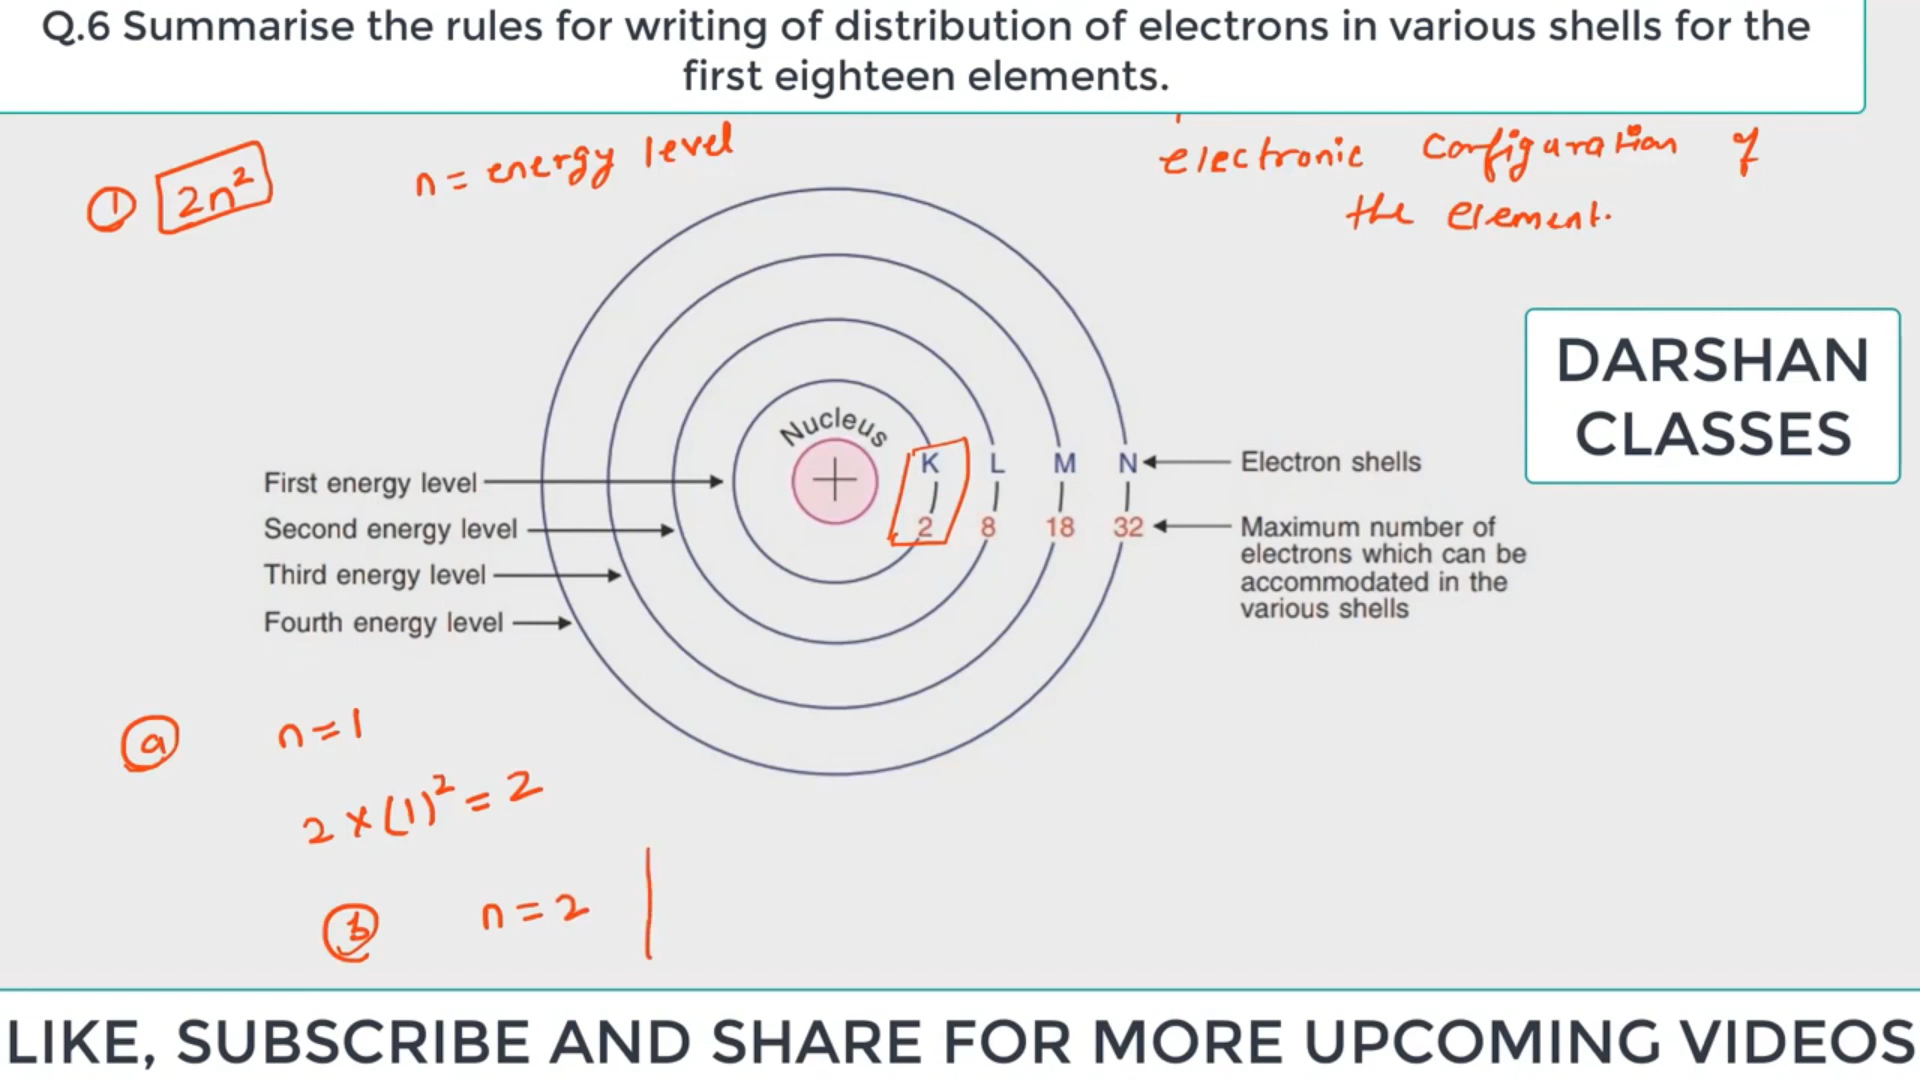 Q.6 Summarise the rules for writing of distribution of electrons in various shells for the
first eighteen elements.
① 2n²
n = energy level
electronic configuration of
the element.
DARSHAN
CLASSES
Nucleus
+
K L M N
2 8 18 32
First energy level
Second energy level
Third energy level
Fourth energy level
Electron shells
Maximum number of
electrons which can be
accommodated in the
various shells
ⓐ n=1
2 × (1)² = 2
ⓑ n=2
LIKE, SUBSCRIBE AND SHARE FOR MORE UPCOMING VIDEOS